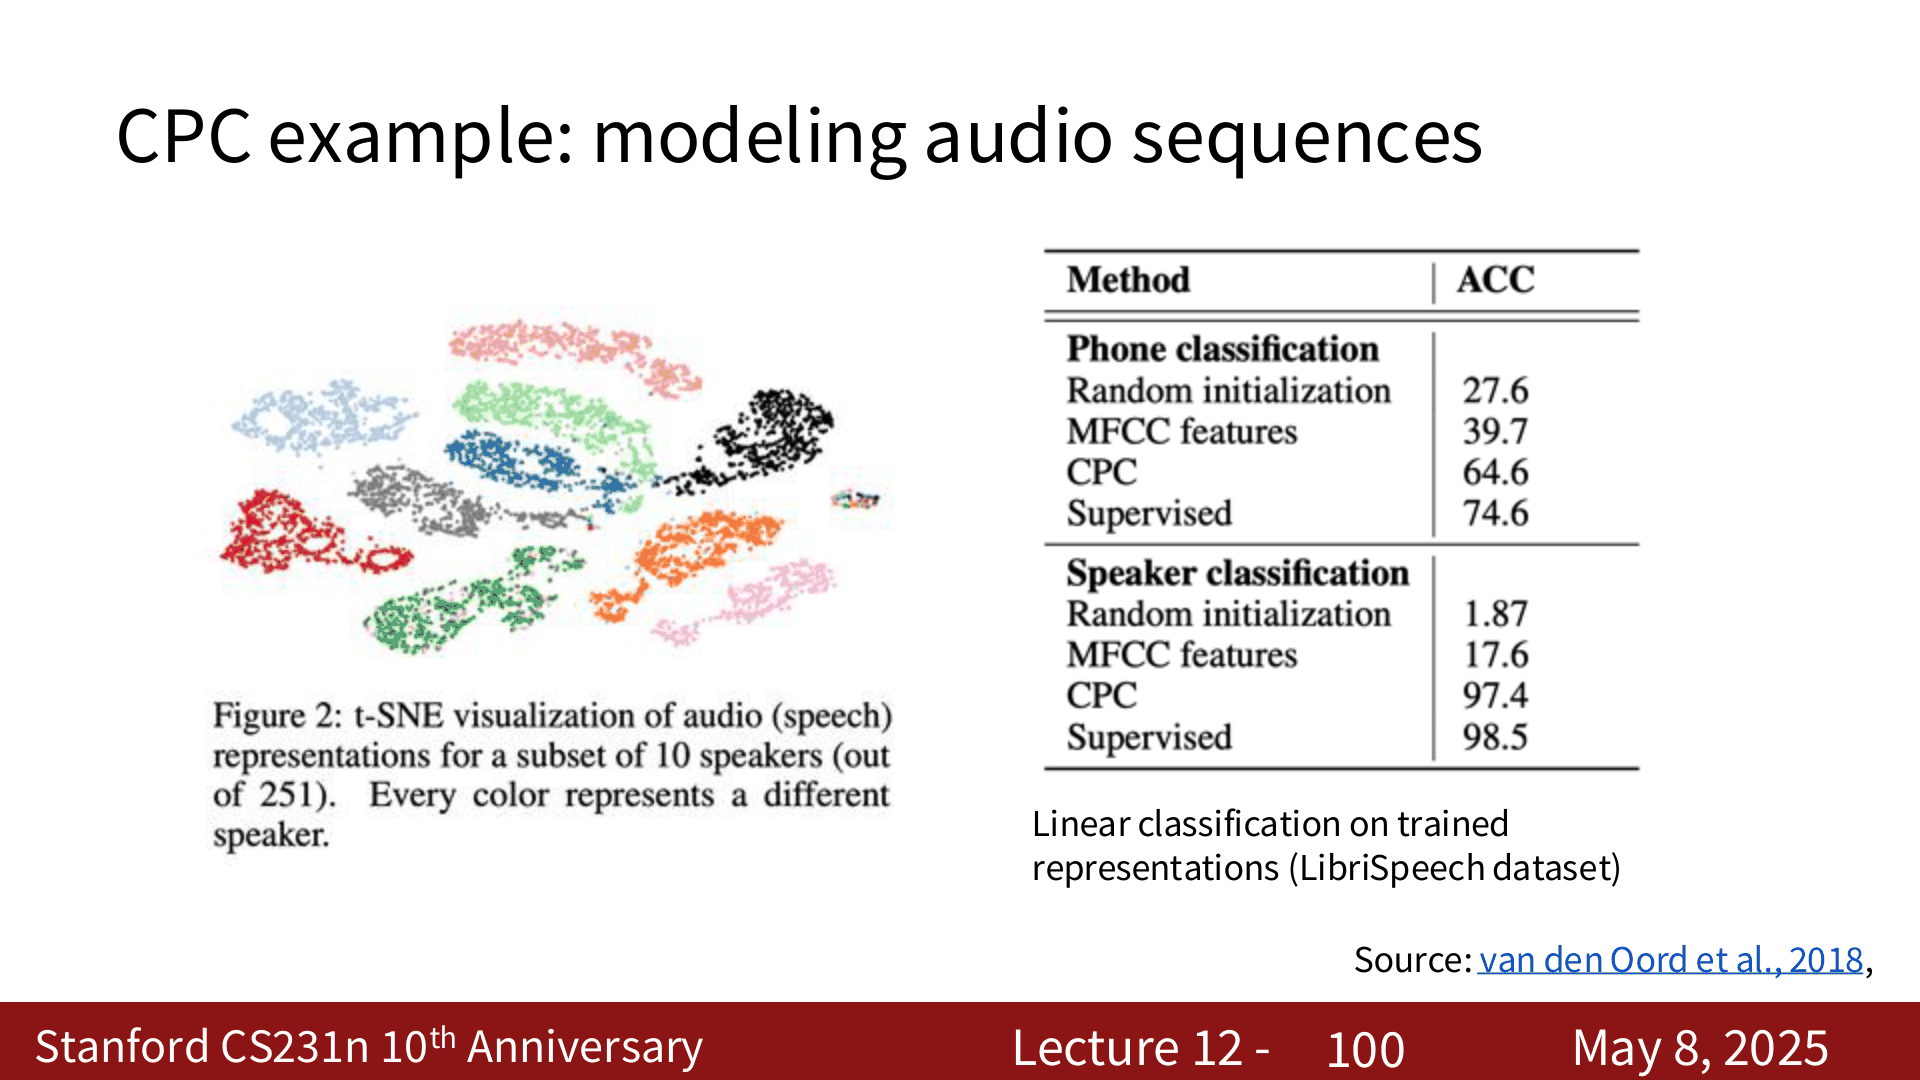 CPC example: modeling audio sequences
Figure 2: t-SNE visualization of audio (speech)
representations for a subset of 10 speakers (out
of 251). Every color represents a different
speaker.
Method ACC
Phone classification
Random initialization 27.6
MFCC features 39.7
CPC 64.6
Supervised 74.6
Speaker classification
Random initialization 1.87
MFCC features 17.6
CPC 97.4
Supervised 98.5
Linear classification on trained
representations (LibriSpeech dataset)
Source: van den Oord et al., 2018,
Stanford CS231n 10th Anniversary Lecture 12 - 100 May 8, 2025